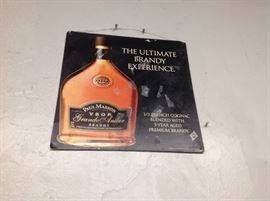 THE ULTIMATE
BRANDY
EXPERIENCE.
PAUL MASSON
V.S.O.P
Grande Amber
BRANDY
1/3 FRENCH COGNAC
BLENDED WITH
3-YEAR AGED
PREMIUM BRANDY